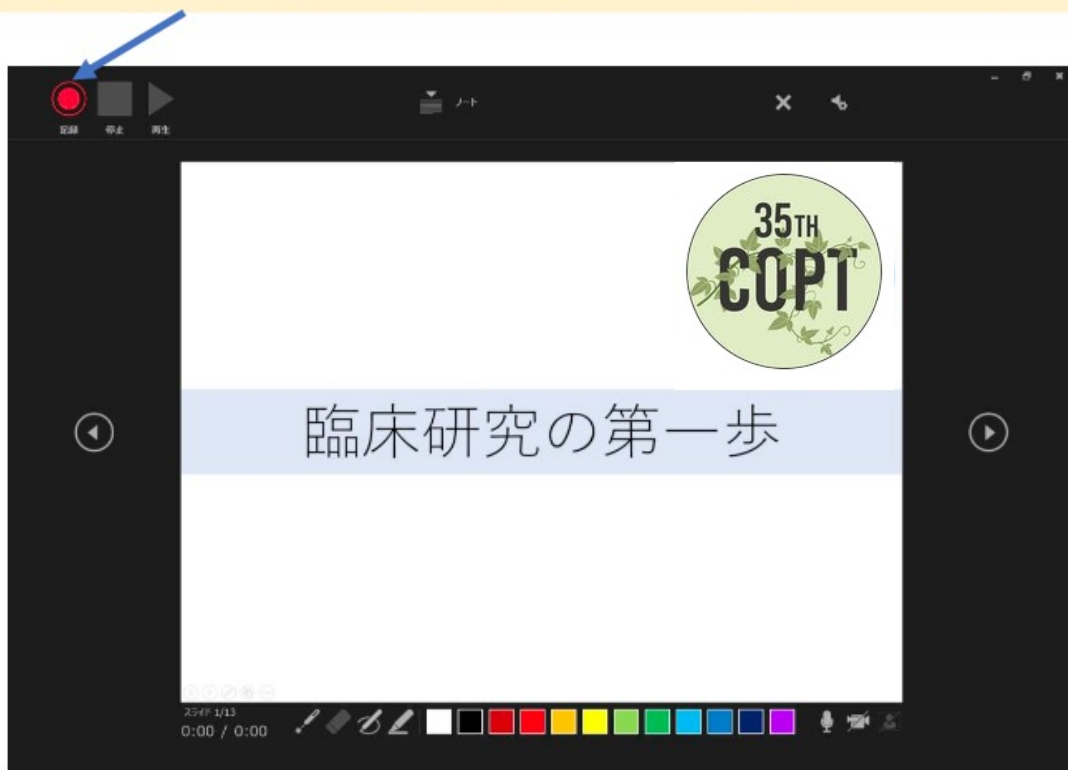 記録 停止 再生
ノート
35TH
COPT
臨床研究の第一歩
スライド 1/13
0:00 / 0:00